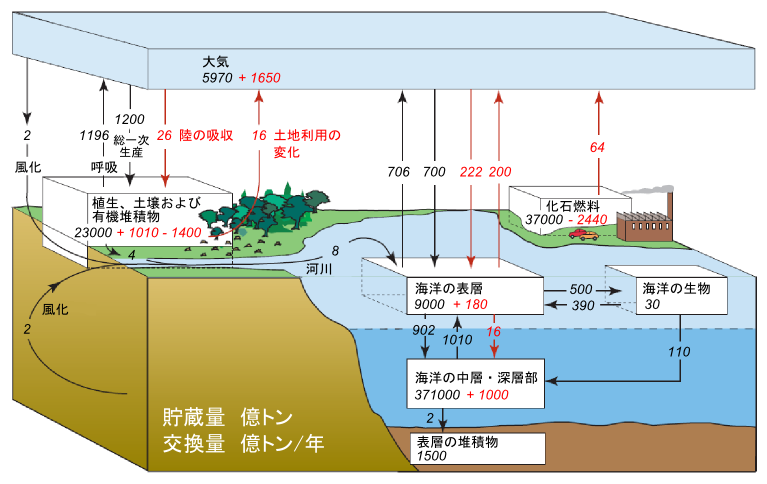 大気
5970 + 1650
2
風化
1196
呼吸
1200
総一次
生産
26 陸の吸収
16 土地利用の
変化
706
700
222
200
64
植生、土壌および
有機堆積物
23000 + 1010 - 1400
化石燃料
37000 - 2440
4
8
河川
風化
2
海洋の表層
9000 + 180
500
390
海洋の生物
30
902
1010
16
110
海洋の中層・深層部
371000 + 1000
2
表層の堆積物
1500
貯蔵量 億トン
交換量 億トン/年